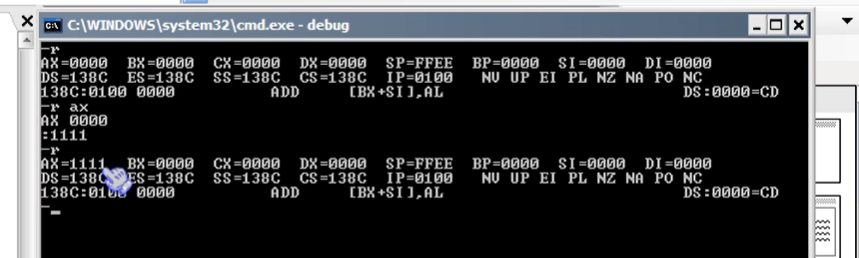 C:\WINDOWS\system32\cmd.exe - debug
-r
AX=0000 BX=0000 CX=0000 DX=0000 SP=FFEE BP=0000 SI=0000 DI=0000
DS=138C ES=138C SS=138C CS=138C IP=0100 NV UP EI PL NZ NA PO NC
138C:0100 0000 ADD [BX+SI],AL DS:0000=CD
-r ax
AX 0000
:1111
-r
AX=1111 BX=0000 CX=0000 DX=0000 SP=FFEE BP=0000 SI=0000 DI=0000
DS=138C ES=138C SS=138C CS=138C IP=0100 NV UP EI PL NZ NA PO NC
138C:0100 0000 ADD [BX+SI],AL DS:0000=CD
-